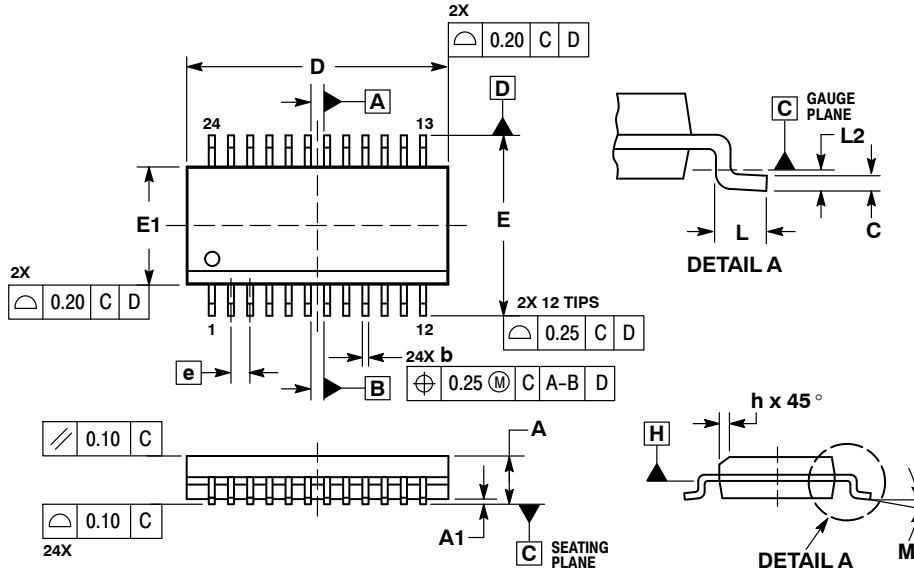 2X
⌓ 0.20 C D
D
A
D
24
13
E1
E
2X
⌓ 0.20 C D
1
12
2X 12 TIPS
⌓ 0.25 C D
e
B
24X b
⌖ 0.25 Ⓜ C A-B D
C GAUGE
PLANE
L2
L
C
DETAIL A
⫽ 0.10 C
A
⌓ 0.10 C
24X
A1
C SEATING
PLANE
h x 45°
H
M
DETAIL A